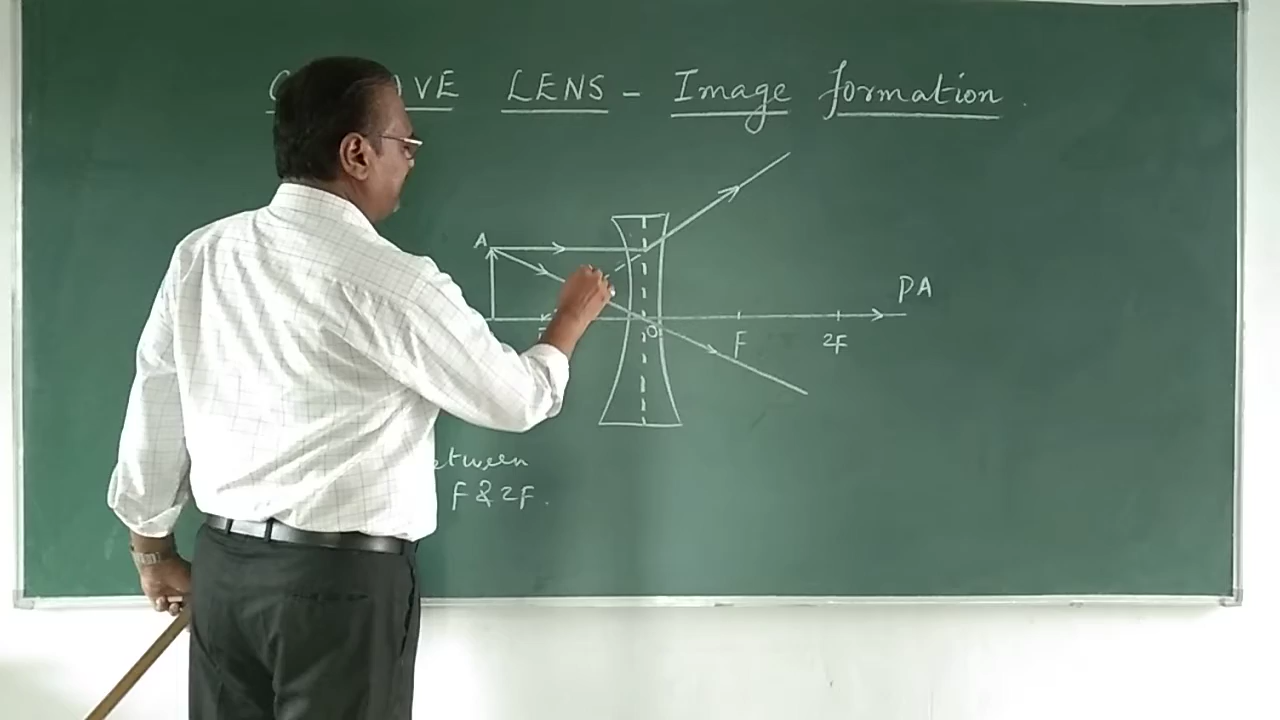 LENS - Image formation.
A
PA
O F 2F
F & 2F.